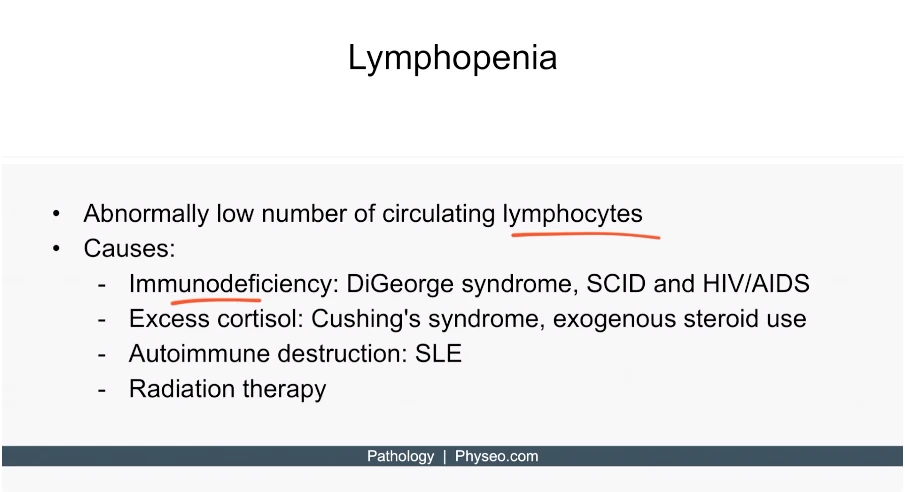 Lymphopenia
• Abnormally low number of circulating lymphocytes
• Causes:
- Immunodeficiency: DiGeorge syndrome, SCID and HIV/AIDS
- Excess cortisol: Cushing's syndrome, exogenous steroid use
- Autoimmune destruction: SLE
- Radiation therapy
Pathology | Physeo.com